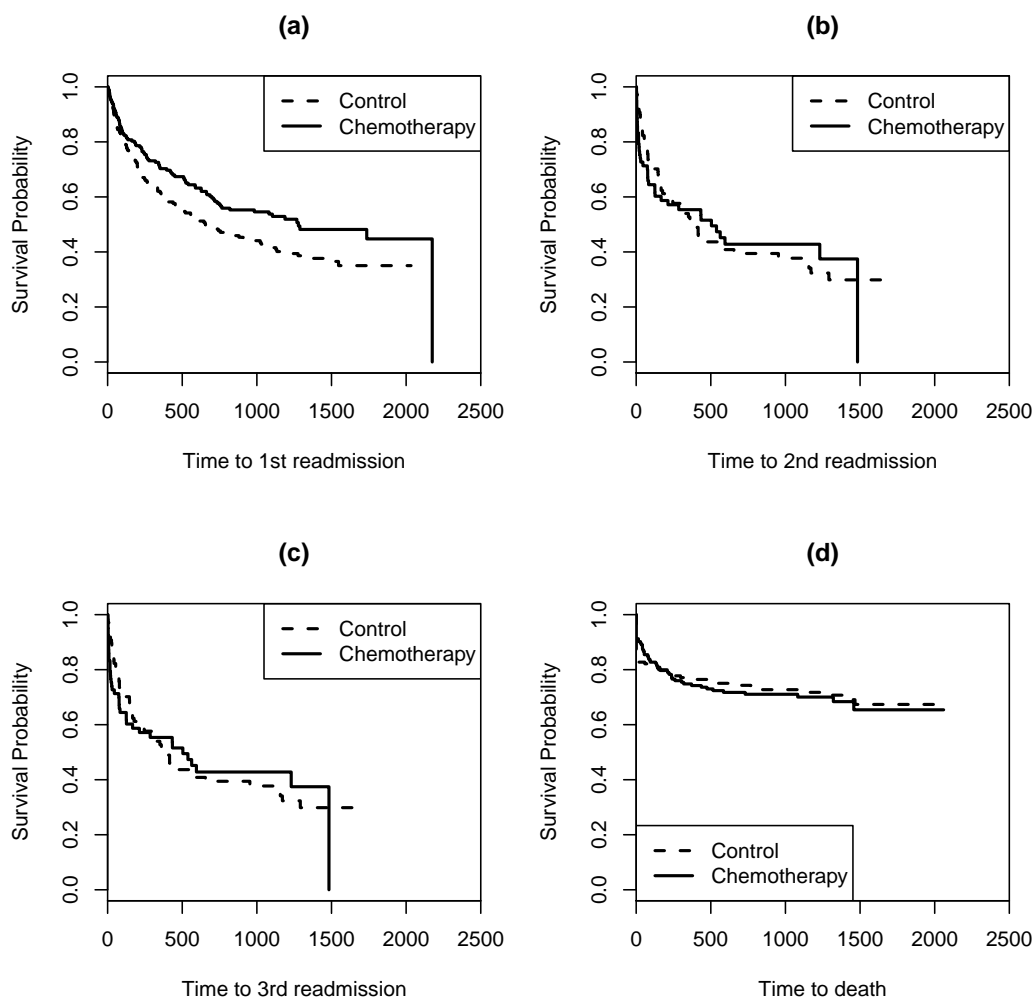 (a)
Survival Probability
1.0
0.8
0.6
0.4
0.2
0.0
Control
Chemotherapy
0 500 1000 1500 2000 2500
Time to 1st readmission
(b)
Survival Probability
1.0
0.8
0.6
0.4
0.2
0.0
Control
Chemotherapy
0 500 1000 1500 2000 2500
Time to 2nd readmission
(c)
Survival Probability
1.0
0.8
0.6
0.4
0.2
0.0
Control
Chemotherapy
0 500 1000 1500 2000 2500
Time to 3rd readmission
(d)
Survival Probability
1.0
0.8
0.6
0.4
0.2
0.0
Control
Chemotherapy
0 500 1000 1500 2000 2500
Time to death